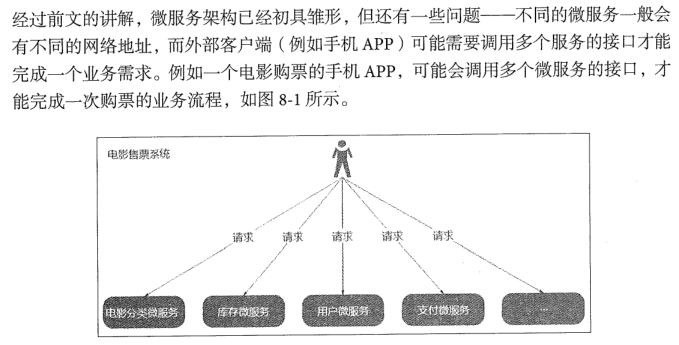 经过前文的讲解，微服务架构已经初具雏形，但还有一些问题——不同的微服务一般会
有不同的网络地址，而外部客户端（例如手机 APP）可能需要调用多个服务的接口才能
完成一个业务需求。例如一个电影购票的手机 APP，可能会调用多个微服务的接口，才
能完成一次购票的业务流程，如图 8-1 所示。
电影售票系统
请求 请求 请求 请求 请求
电影分类微服务 库存微服务 用户微服务 支付微服务 ...